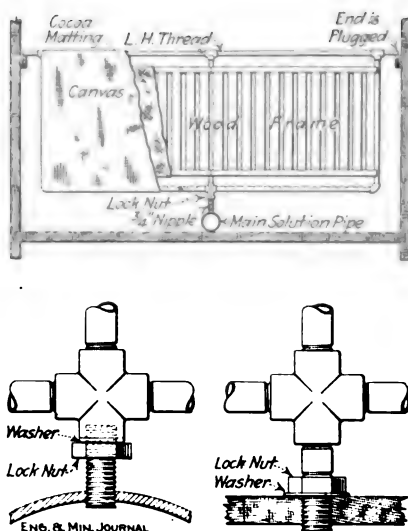 Cocoa
Matting
L. H. Thread
End is
Plugged
Canvas
Wood Frame
Lock Nut
3/4" Nipple
Main Solution Pipe
Washer
Lock Nut
Lock Nut
Washer
ENG. & MIN. JOURNAL